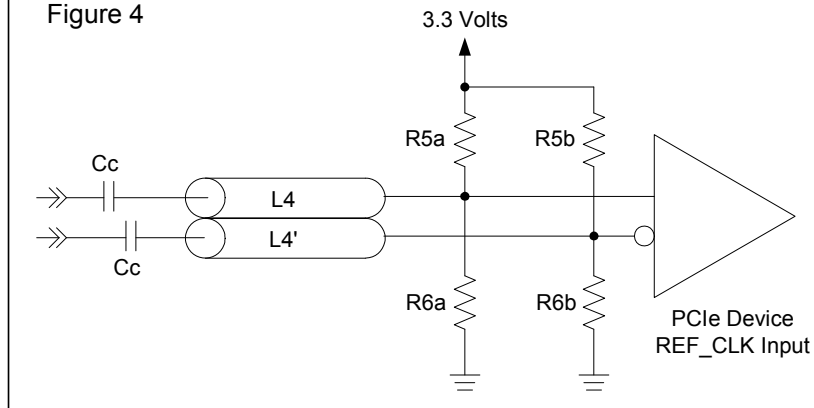 Figure 4
3.3 Volts
R5a
R5b
Cc
L4
L4'
Cc
R6a
R6b
PCIe Device
REF_CLK Input